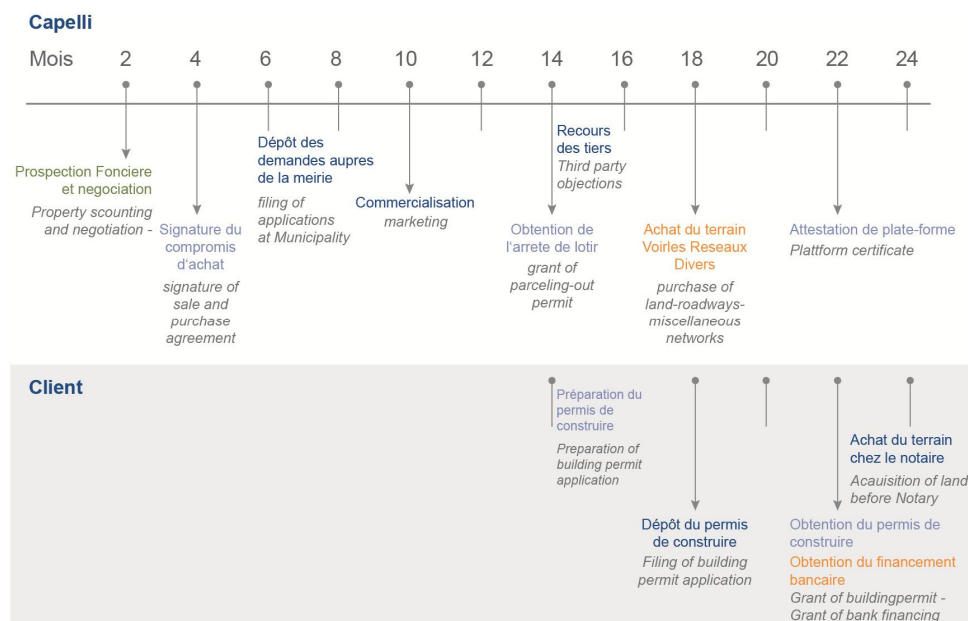 Capelli
Mois 2 4 6 8 10 12 14 16 18 20 22 24
Prospection Fonciere
et negociation
Property scounting
and negotiation -
Signature du
compromis
d'achat
signature of
sale and
purchase
agreement
Dépôt des
demandes aupres
de la meirie
filing of
applications
at Municipality
Commercialisation
marketing
Obtention de
l'arrete de lotir
grant of
parceling-out
permit
Recours
des tiers
Third party
objections
Achat du terrain
Voirles Reseaux
Divers
purchase of
land-roadways-
miscellaneous
networks
Attestation de plate-forme
Plattform certificate
Client
Préparation du
permis de
construire
Preparation of
building permit
application
Dépôt du permis
de construire
Filing of building
permit application
Obtention du permis de
construire
Obtention du financement
bancaire
Grant of buildingpermit -
Grant of bank financing
Achat du terrain
chez le notaire
Acauisition of land
before Notary